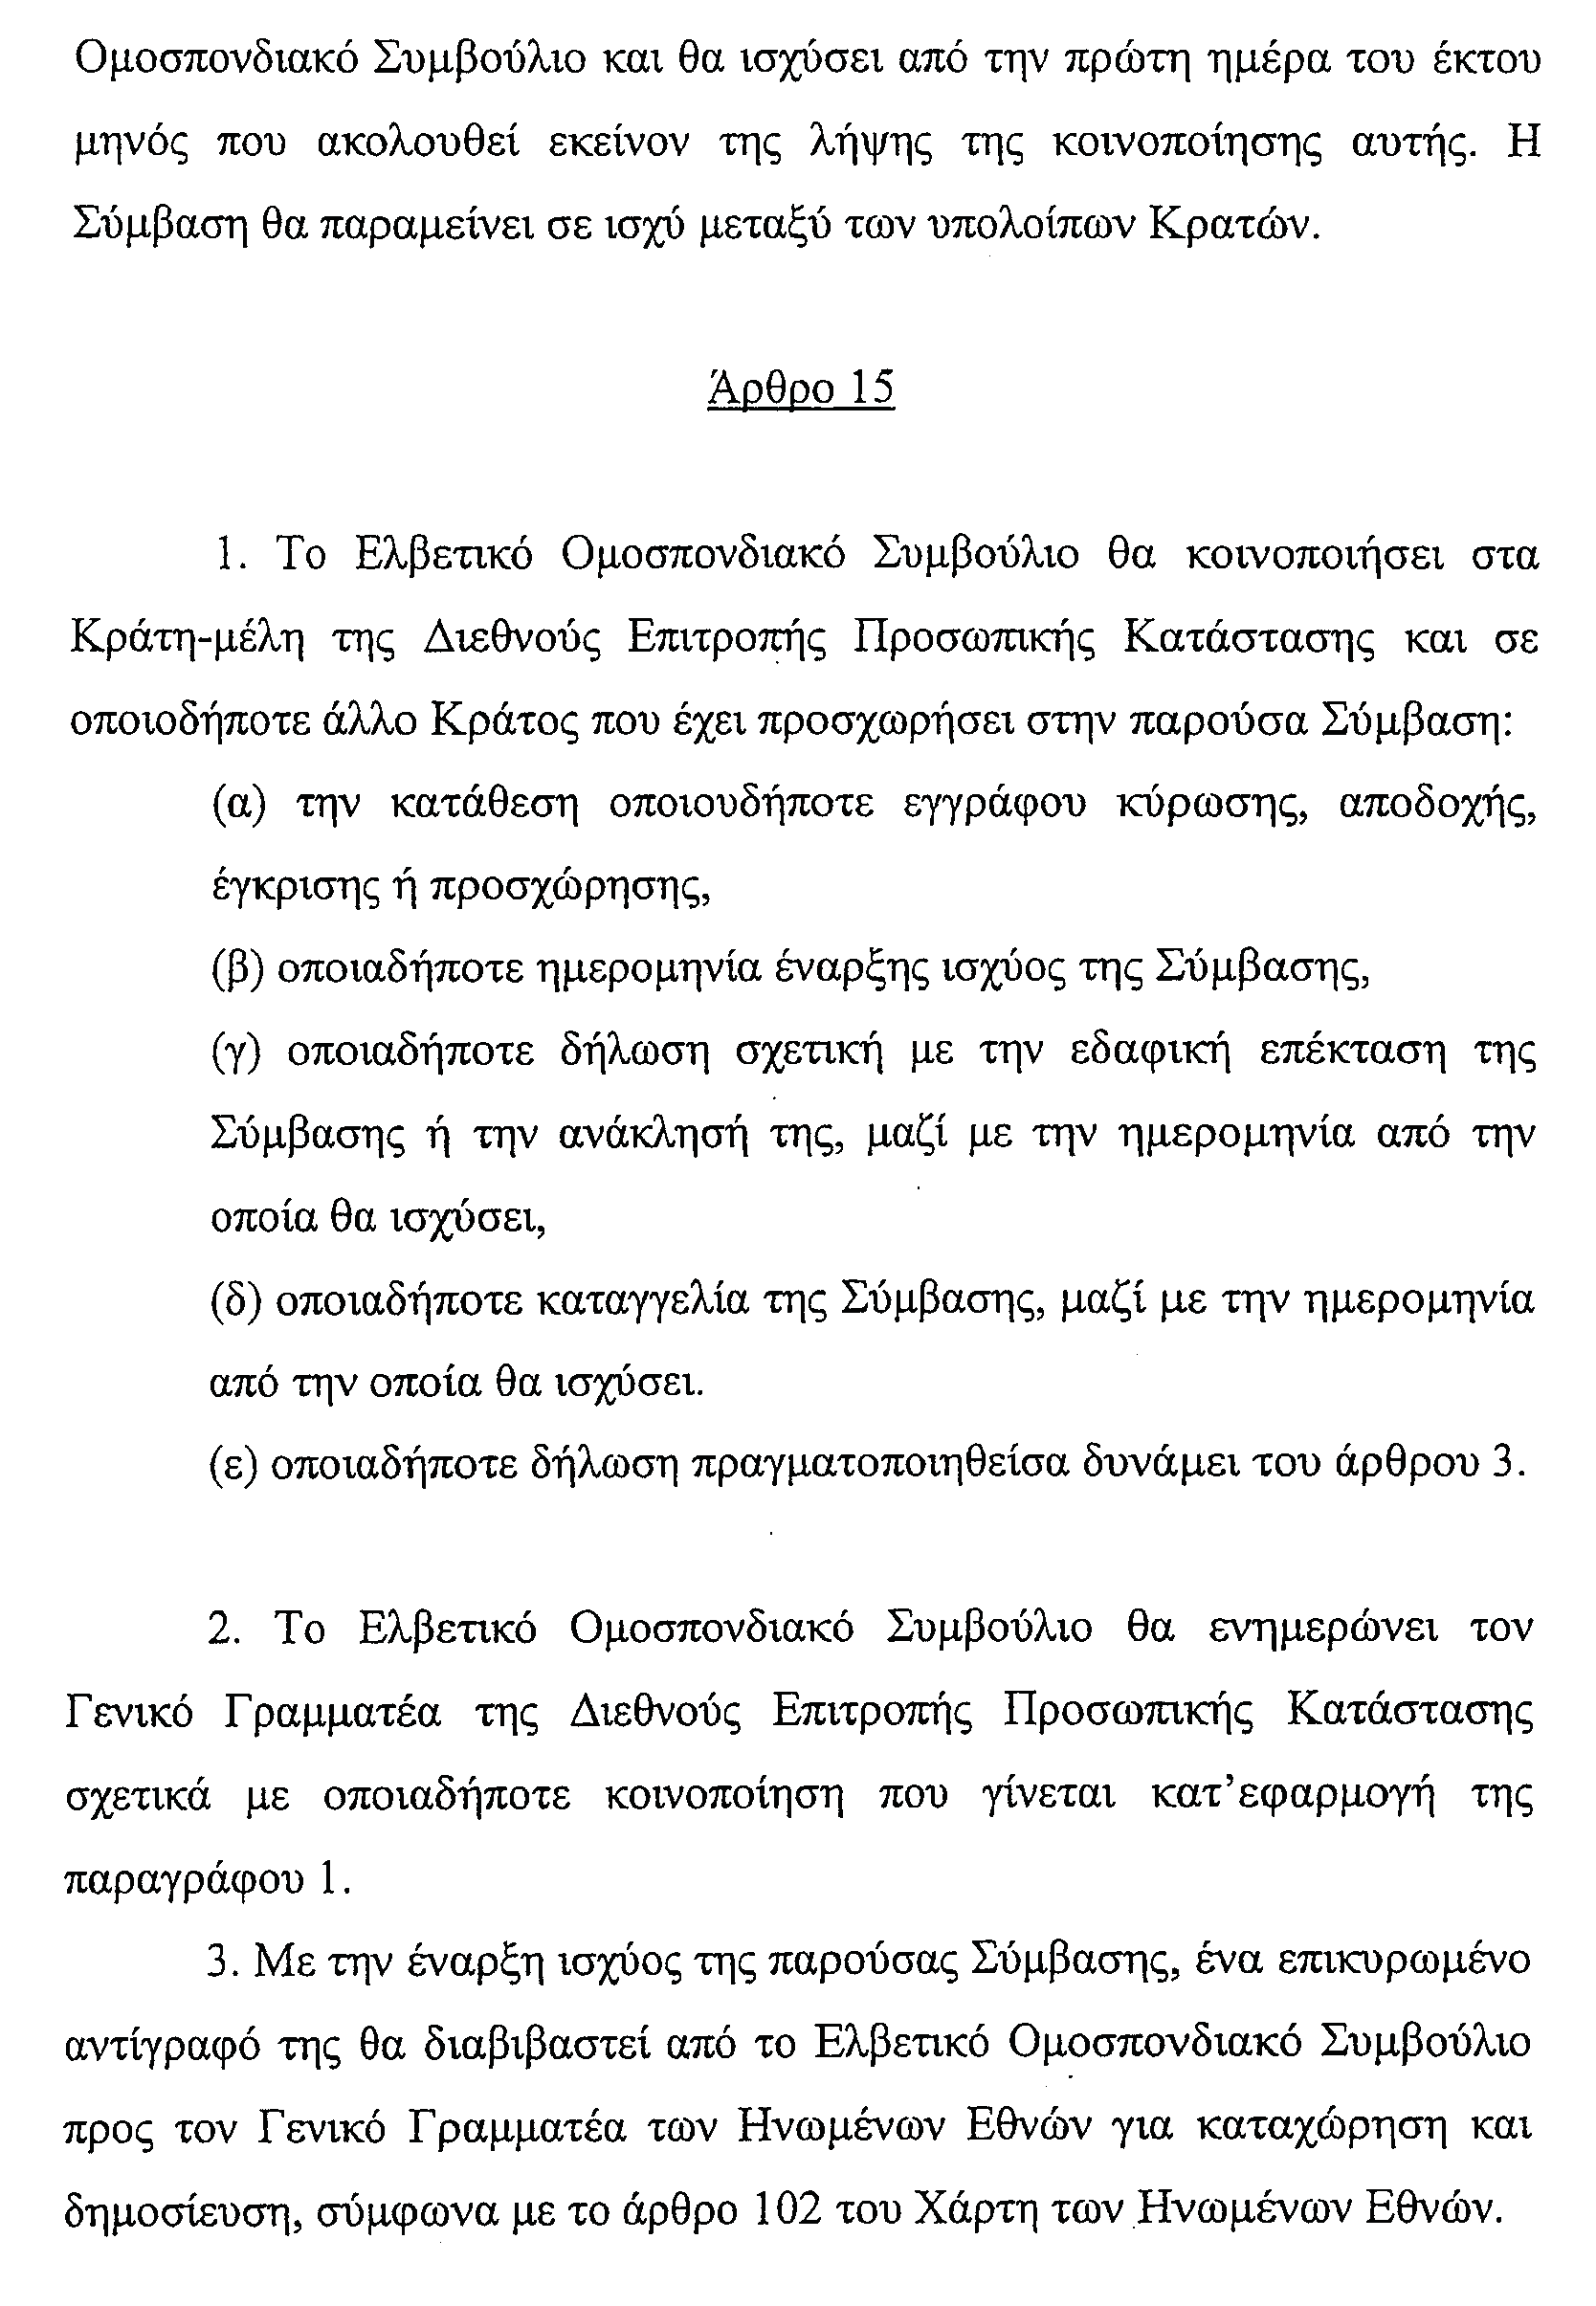 Ομοσπονδιακό Συμβούλιο και θα ισχύσει από την πρώτη ημέρα του έκτου
μηνός που ακολουθεί εκείνον της λήψης της κοινοποίησης αυτής. Η
Σύμβαση θα παραμείνει σε ισχύ μεταξύ των υπολοίπων Κρατών.
Άρθρο 15
1. Το Ελβετικό Ομοσπονδιακό Συμβούλιο θα κοινοποιήσει στα
Κράτη-μέλη της Διεθνούς Επιτροπής Προσωπικής Κατάστασης και σε
οποιοδήποτε άλλο Κράτος που έχει προσχωρήσει στην παρούσα Σύμβαση:
(α) την κατάθεση οποιουδήποτε εγγράφου κύρωσης, αποδοχής,
έγκρισης ή προσχώρησης,
(β) οποιαδήποτε ημερομηνία έναρξης ισχύος της Σύμβασης,
(γ) οποιαδήποτε δήλωση σχετική με την εδαφική επέκταση της
Σύμβασης ή την ανάκλησή της, μαζί με την ημερομηνία από την
οποία θα ισχύσει,
(δ) οποιαδήποτε καταγγελία της Σύμβασης, μαζί με την ημερομηνία
από την οποία θα ισχύσει.
(ε) οποιαδήποτε δήλωση πραγματοποιηθείσα δυνάμει του άρθρου 3.
2. Το Ελβετικό Ομοσπονδιακό Συμβούλιο θα ενημερώνει τον
Γενικό Γραμματέα της Διεθνούς Επιτροπής Προσωπικής Κατάστασης
σχετικά με οποιαδήποτε κοινοποίηση που γίνεται κατ’εφαρμογή της
παραγράφου 1.
3. Με την έναρξη ισχύος της παρούσας Σύμβασης, ένα επικυρωμένο
αντίγραφό της θα διαβιβαστεί από το Ελβετικό Ομοσπονδιακό Συμβούλιο
προς τον Γενικό Γραμματέα των Ηνωμένων Εθνών για καταχώρηση και
δημοσίευση, σύμφωνα με το άρθρο 102 του Χάρτη των Ηνωμένων Εθνών.